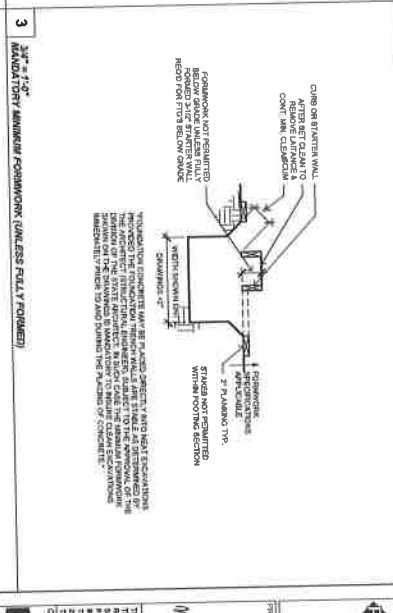 CURB OR STARTER WALL
AFTER SET CLEAN TO
REMOVE LAITANCE &
CONT. MIN. CLEAR/CLM
FORMWORK NOT PERMITTED
BELOW GRADE UNLESS FULLY
FORMED 3-1/2" STARTER WALL
REQ'D FOR FTG'S BELOW GRADE
FORMWORK
SPECIFICATIONS
APPLICABLE
2" PLANKING TYP.
STAKES NOT PERMITTED
WITHIN FOOTING SECTION
WIDTH SHOWN ON
DRAWINGS +2"
"FOUNDATION CONCRETE MAY BE PLACED DIRECTLY INTO NEAT EXCAVATIONS
PROVIDED THE FOUNDATION TRENCH WALLS ARE STABLE AS DETERMINED BY
THE ARCHITECT (STRUCTURAL ENGINEER), SUBJECT TO THE APPROVAL OF THE
DIVISION OF THE STATE ARCHITECT. IN SUCH CASE THE MINIMUM FORMWORK
SHOWN ON THE DRAWINGS IS MANDATORY TO INSURE CLEAN EXCAVATIONS
IMMEDIATELY PRIOR TO AND DURING THE PLACING OF CONCRETE."
3
3/4" = 1'-0"
MANDATORY MINIMUM FORMWORK (UNLESS FULLY FORMED)